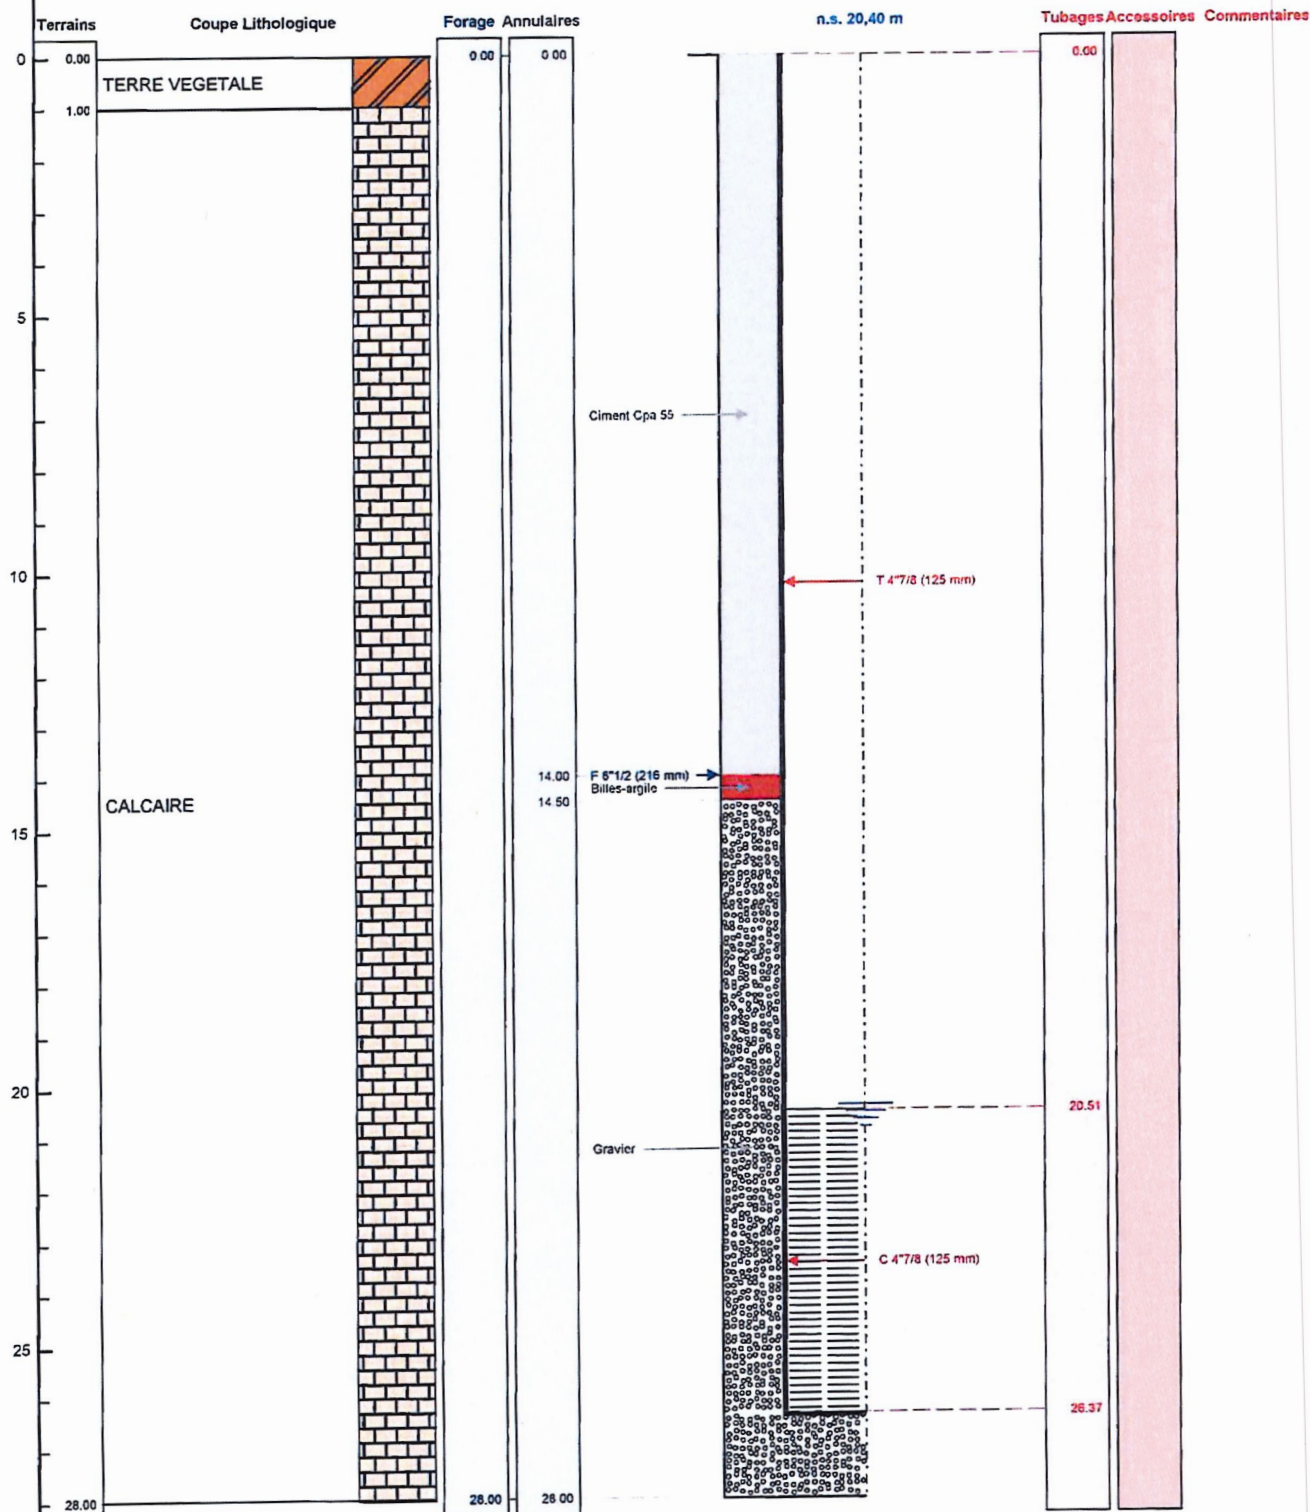 Terrains Coupe Lithologique Forage Annulaires n.s. 20,40 m Tubages Accessoires Commentaires
0 0.00 0.00 0.00 0.00
TERRE VEGETALE
1.00
5
Ciment Cpa 55
10 T 4"7/8 (125 mm)
14.00 F 8"1/2 (216 mm)
Billes-argile
CALCAIRE 14.50
15
20 20.51
Gravier
C 4"7/8 (125 mm)
25
26.37
28.00 28.00 28.00